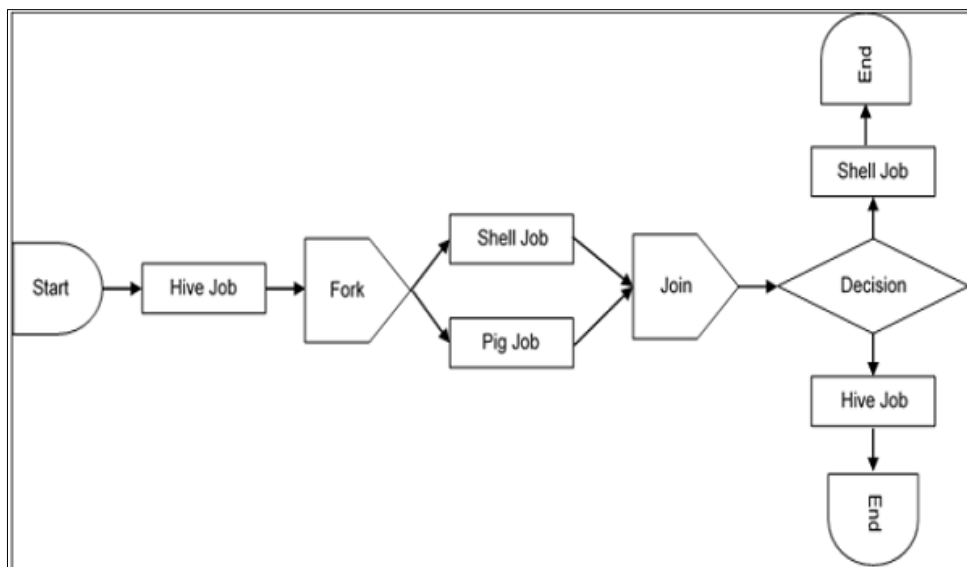 Start
Hive Job
Fork
Shell Job
Pig Job
Join
Decision
Shell Job
End
Hive Job
End